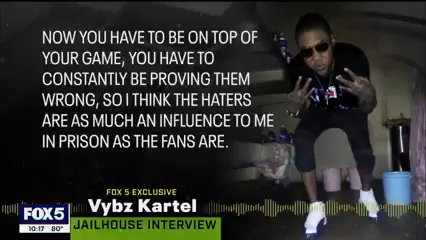 NOW YOU HAVE TO BE ON TOP OF
YOUR GAME, YOU HAVE TO
CONSTANTLY BE PROVING THEM
WRONG, SO I THINK THE HATERS
ARE AS MUCH AN INFLUENCE TO ME
IN PRISON AS THE FANS ARE.
FOX 5 EXCLUSIVE
Vybz Kartel
JAILHOUSE INTERVIEW
FOX 5
10:17 80°